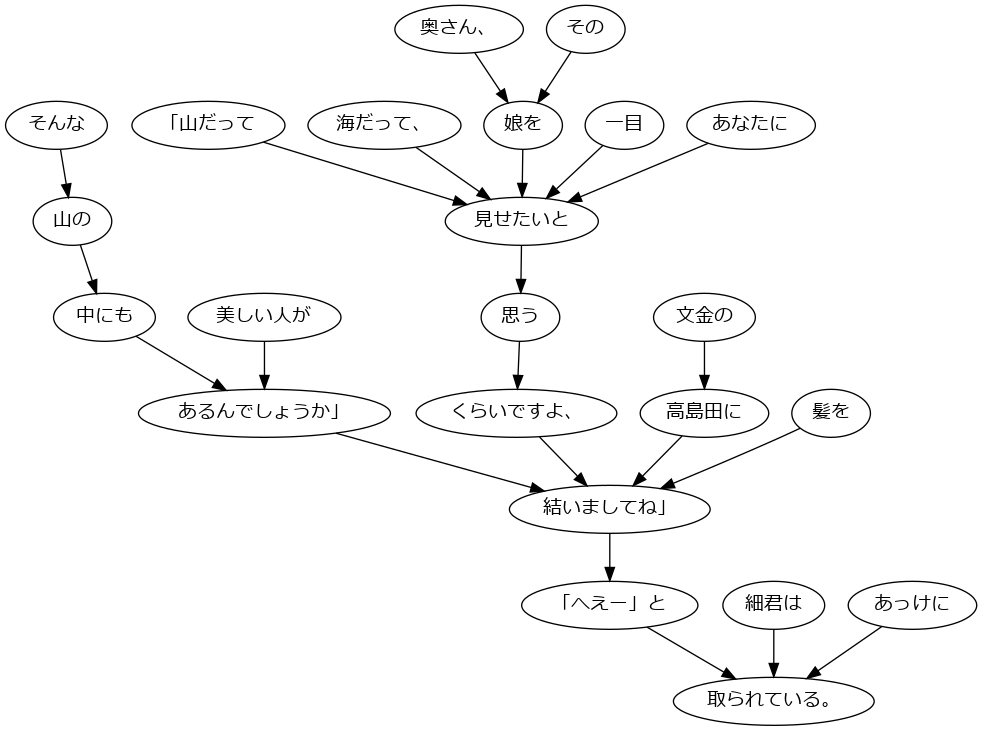 奥さん、 その
そんな 「山だって 海だって、 娘を 一目 あなたに
山の 見せたいと
中にも 美しい人が 思う 文金の
あるんでしょうか」 くらいですよ、 高島田に 髪を
結いましてね」
「へえー」と 細君は あっけに
取られている。